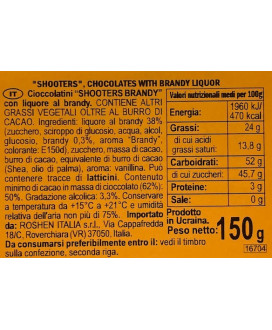 "SHOOTERS", CHOCOLATES WITH BRANDY LIQUOR
IT Cioccolatini "SHOOTERS BRANDY"
con liquore al brandy. CONTIENE ALTRI
GRASSI VEGETALI OLTRE AL BURRO DI
CACAO. Ingredienti: liquore al brandy 38%
(zucchero, sciroppo di glucosio, acqua, alcol,
glucosio, brandy 0,3%, aroma "Brandy",
colorante: E150d), zucchero, massa di cacao,
burro di cacao, equivalenti di burro di cacao
(Shea, olio di palma), aroma: vanillina. Può
contenere tracce di latticini. Contenuto
minimo di cacao in massa di cioccolato (62%):
50%. Gradazione alcolica: 3,3%. Conservare
a temperatura da +15°C a +21°C e umidità
relativa dell'aria non più di 75%. Importato
da: ROSHEN ITALIA s.r.l., Via Cappafredda
18/C, Roverchiara (VR) 37050, Italia.
Da consumarsi preferibilmente entro il: vedi il timbro
sulla confezione, seconda riga.
Valori nutrizionali medi per 100g
Energia: 1960 kJ/
470 kcal
Grassi: 24 g
di cui acidi
grassi saturi: 13,8 g
Carboidrati: 52 g
di cui zuccheri: 45,7 g
Proteine: 3 g
Sale: 0 g
Prodotto
in Ucraina.
Peso netto: 150g
16704